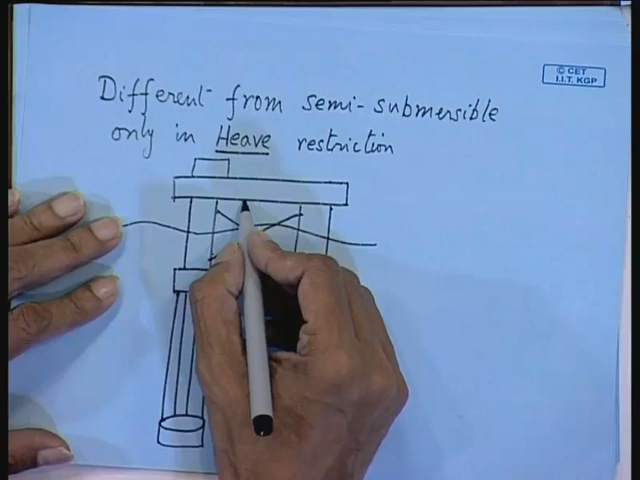 © CET
I.I.T. KGP
Different from semi-submersible
only in Heave restriction